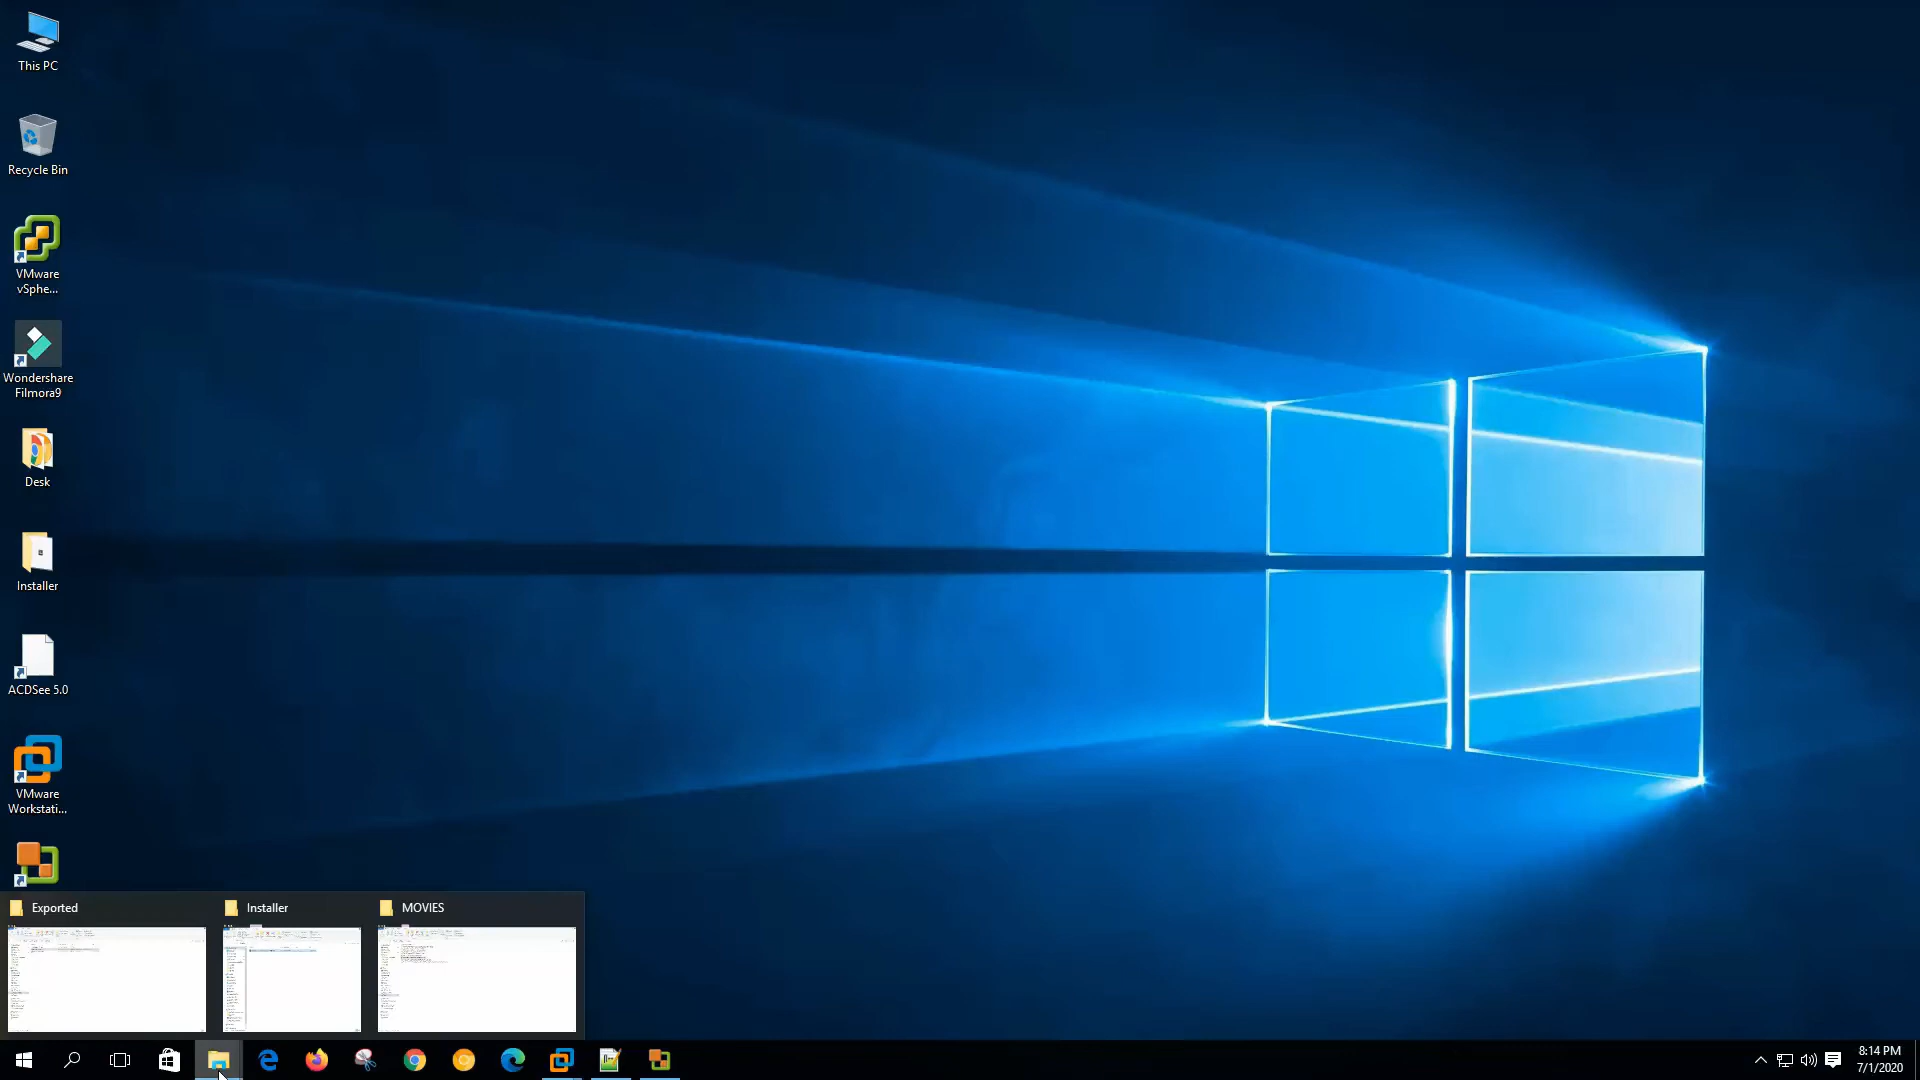 This PC
Recycle Bin
VMware
vSphe...
Wondershare
Filmora9
Desk
Installer
ACDSee 5.0
VMware
Workstati...
Exported
Installer
MOVIES
8:14 PM
7/1/2020